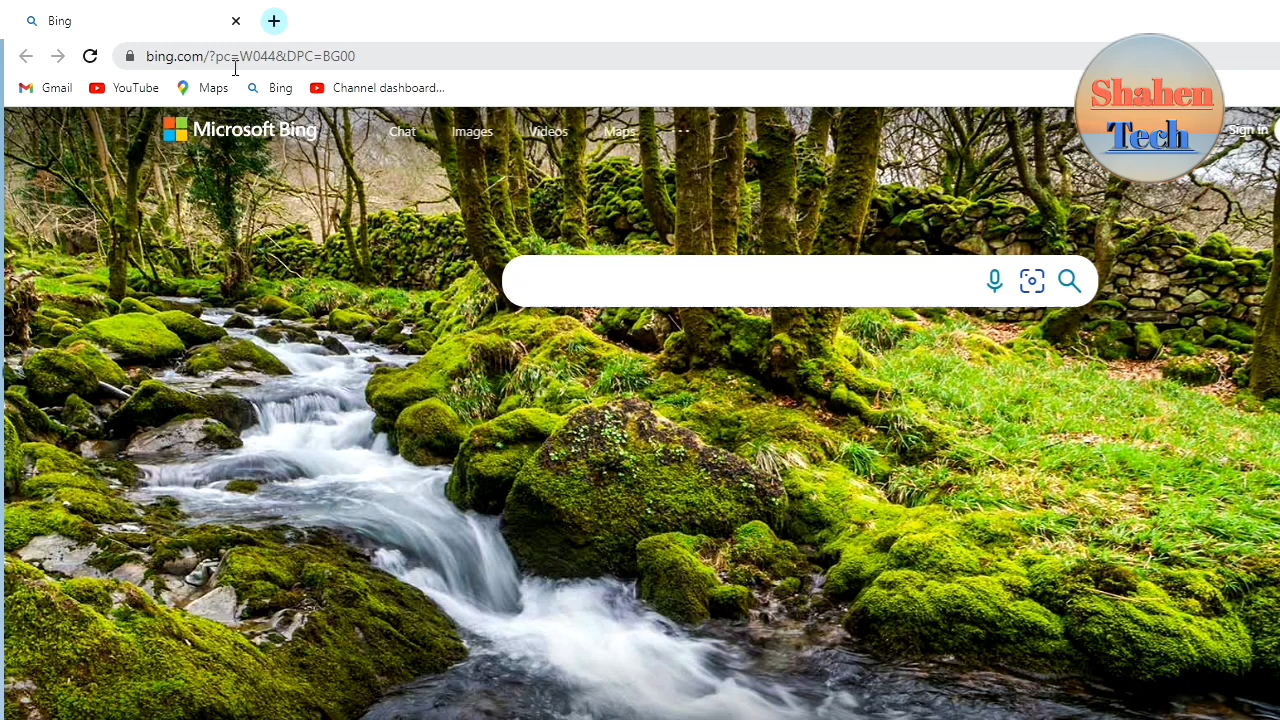 Bing
bing.com/?pc=W044&DPC=BG00
Gmail YouTube Maps Bing Channel dashboard...
Microsoft Bing Chat Images Videos Maps ... Sign in
Shahen
Tech